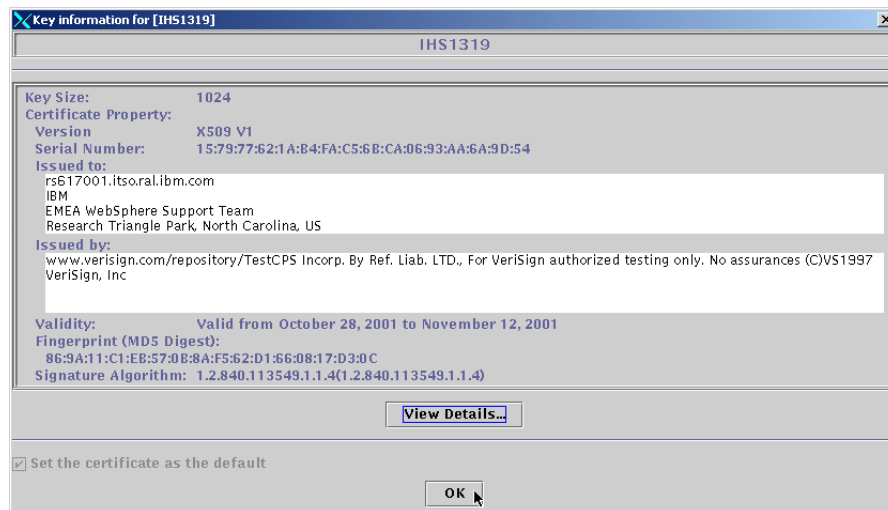 Key information for [IHS1319]
IHS1319
Key Size: 1024
Certificate Property:
Version X509 V1
Serial Number: 15:79:77:62:1A:B4:FA:C5:6B:CA:06:93:AA:6A:9D:54
Issued to:
rs617001.itso.ral.ibm.com
IBM
EMEA WebSphere Support Team
Research Triangle Park, North Carolina, US
Issued by:
www.verisign.com/repository/TestCPS Incorp. By Ref. Liab. LTD., For VeriSign authorized testing only. No assurances (C)VS1997
VeriSign, Inc
Validity: Valid from October 28, 2001 to November 12, 2001
Fingerprint (MD5 Digest):
86:9A:11:C1:EB:57:0B:8A:F5:62:D1:66:08:17:D3:0C
Signature Algorithm: 1.2.840.113549.1.1.4(1.2.840.113549.1.1.4)
View Details...
Set the certificate as the default
OK